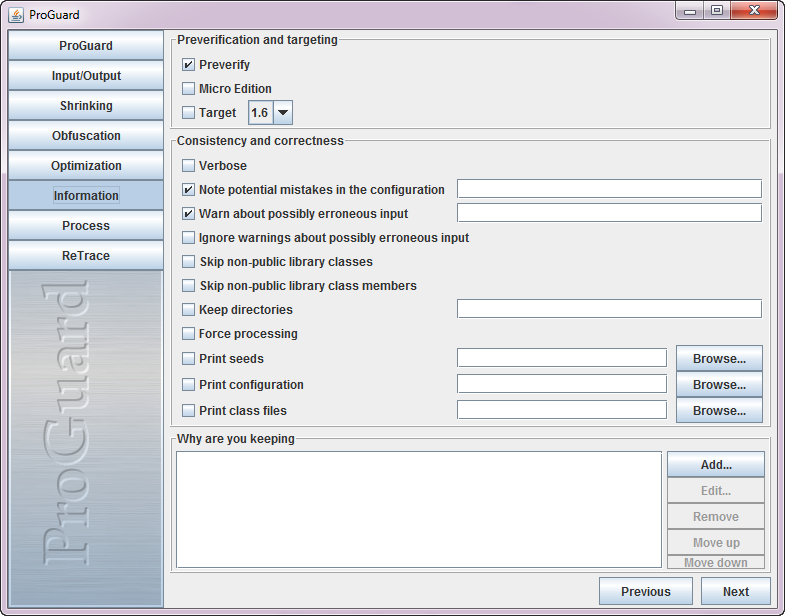 ProGuard
ProGuard
Input/Output
Shrinking
Obfuscation
Optimization
Information
Process
ReTrace
ProGuard
Preverification and targeting
Preverify
Micro Edition
Target 1.6
Consistency and correctness
Verbose
Note potential mistakes in the configuration
Warn about possibly erroneous input
Ignore warnings about possibly erroneous input
Skip non-public library classes
Skip non-public library class members
Keep directories
Force processing
Print seeds Browse...
Print configuration Browse...
Print class files Browse...
Why are you keeping
Add...
Edit...
Remove
Move up
Move down
Previous Next